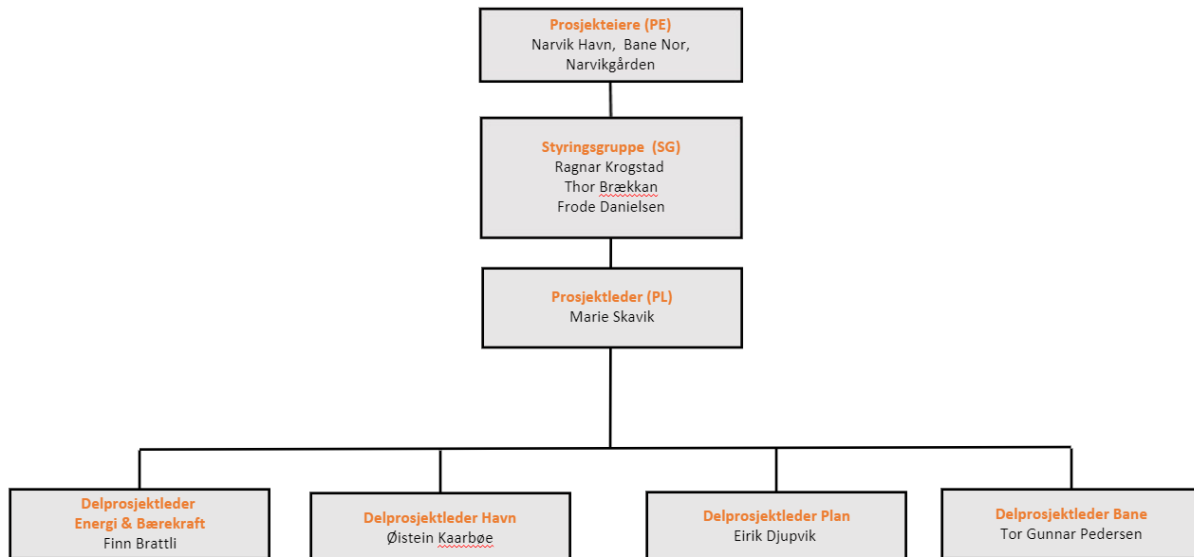 Prosjekteiere (PE)
Narvik Havn, Bane Nor,
Narvikgården
Styringsgruppe (SG)
Ragnar Krogstad
Thor Brækkan
Frode Danielsen
Prosjektleder (PL)
Marie Skavik
Delprosjektleder
Energi & Bærekraft
Finn Brattli
Delprosjektleder Havn
Øistein Kaarbøe
Delprosjektleder Plan
Eirik Djupvik
Delprosjektleder Bane
Tor Gunnar Pedersen